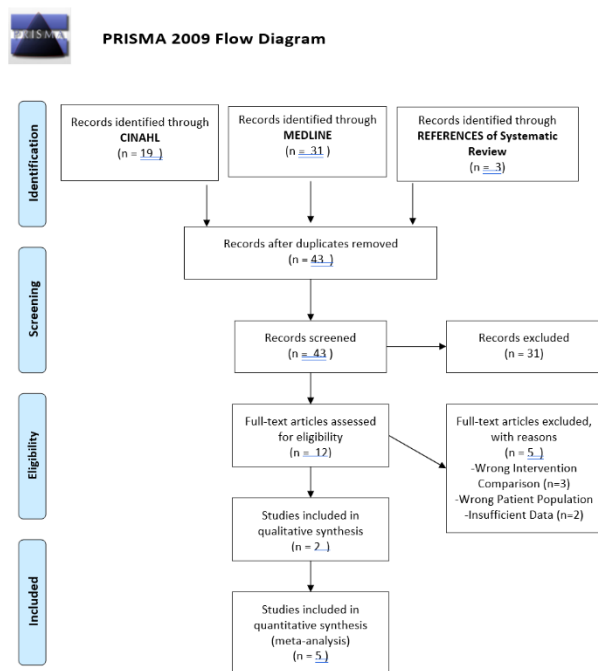 PRISMA
PRISMA 2009 Flow Diagram
Identification
Records identified through
CINAHL
(n = 19 )
Records identified through
MEDLINE
(n = 31 )
Records identified through
REFERENCES of Systematic
Review
(n = 3)
Records after duplicates removed
(n = 43 )
Screening
Records screened
(n = 43 )
Records excluded
(n = 31)
Eligibility
Full-text articles assessed
for eligibility
(n = 12)
Full-text articles excluded,
with reasons
(n = 5 )
-Wrong Intervention
Comparison (n=3)
-Wrong Patient Population
-Insufficient Data (n=2)
Studies included in
qualitative synthesis
(n = 2 )
Included
Studies included in
quantitative synthesis
(meta-analysis)
(n = 5 )